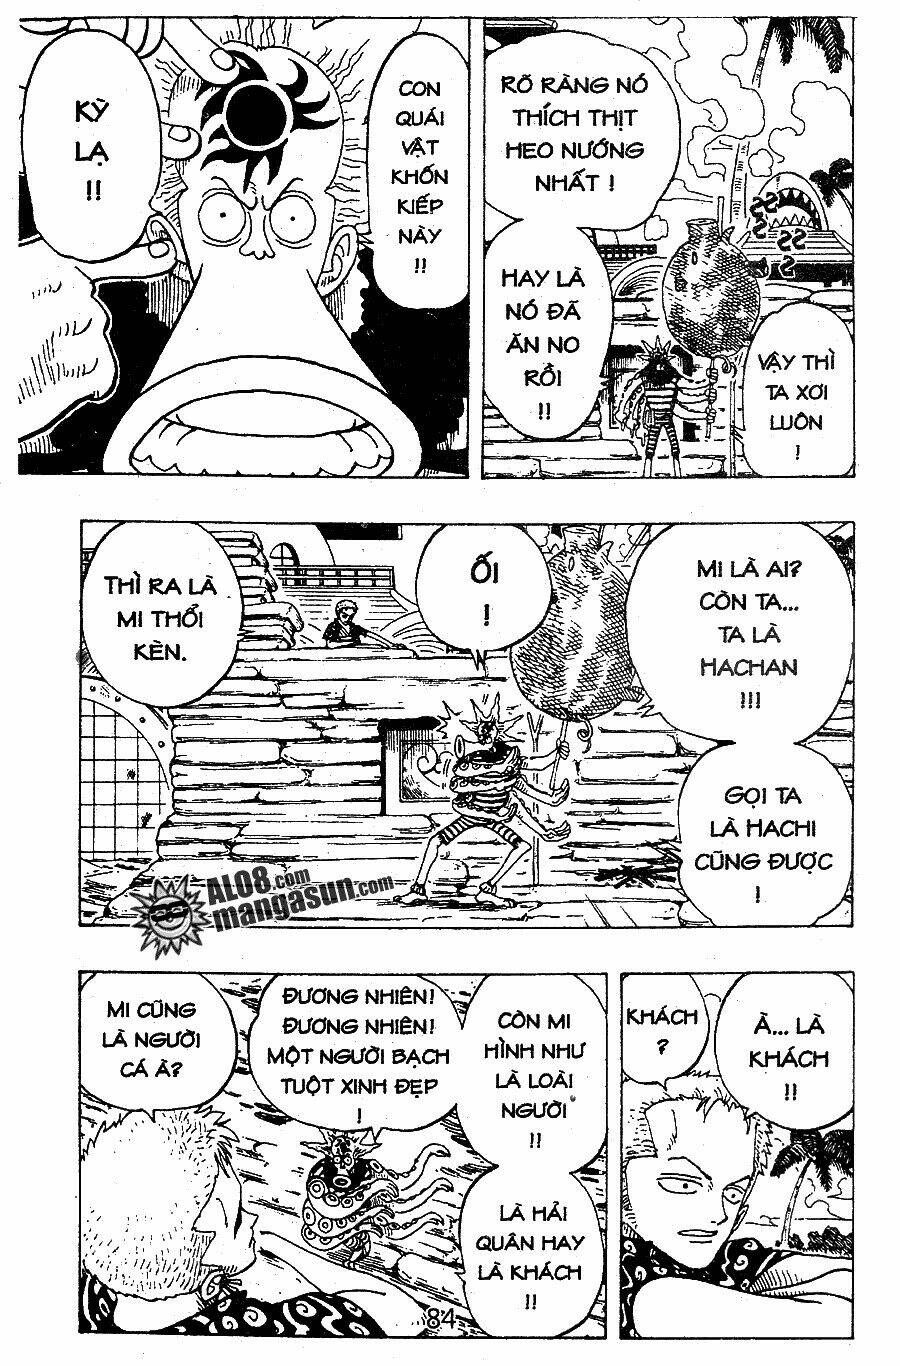 RÕ RÀNG NÓ
THÍCH THỊT
HEO NƯỚNG
NHẤT !
HAY LÀ
NÓ ĐÃ
ĂN NO
RỒI
!!
VẬY THÌ
TA XƠI
LUÔN
!
CON
QUÁI
VẬT
KHỐN
KIẾP
NÀY
!!
KỲ
LẠ
!!
MI LÀ AI?
CÒN TA...
TA LÀ
HACHAN
!!!
GỌI TA
LÀ HACHI
CŨNG ĐƯỢC
!
ỐI
!
THÌ RA LÀ
MI THỔI
KÈN.
AL08.com
mangasun.com
À... LÀ
KHÁCH
!!
KHÁCH
?
CÒN MI
HÌNH NHƯ
LÀ LOÀI
NGƯỜI
!!
LÀ HẢI
QUÂN HAY
LÀ KHÁCH
!!
ĐƯƠNG NHIÊN!
ĐƯƠNG NHIÊN!
MỘT NGƯỜI BẠCH
TUỘT XINH ĐẸP
!
MI CŨNG
LÀ NGƯỜI
CÁ À?
84